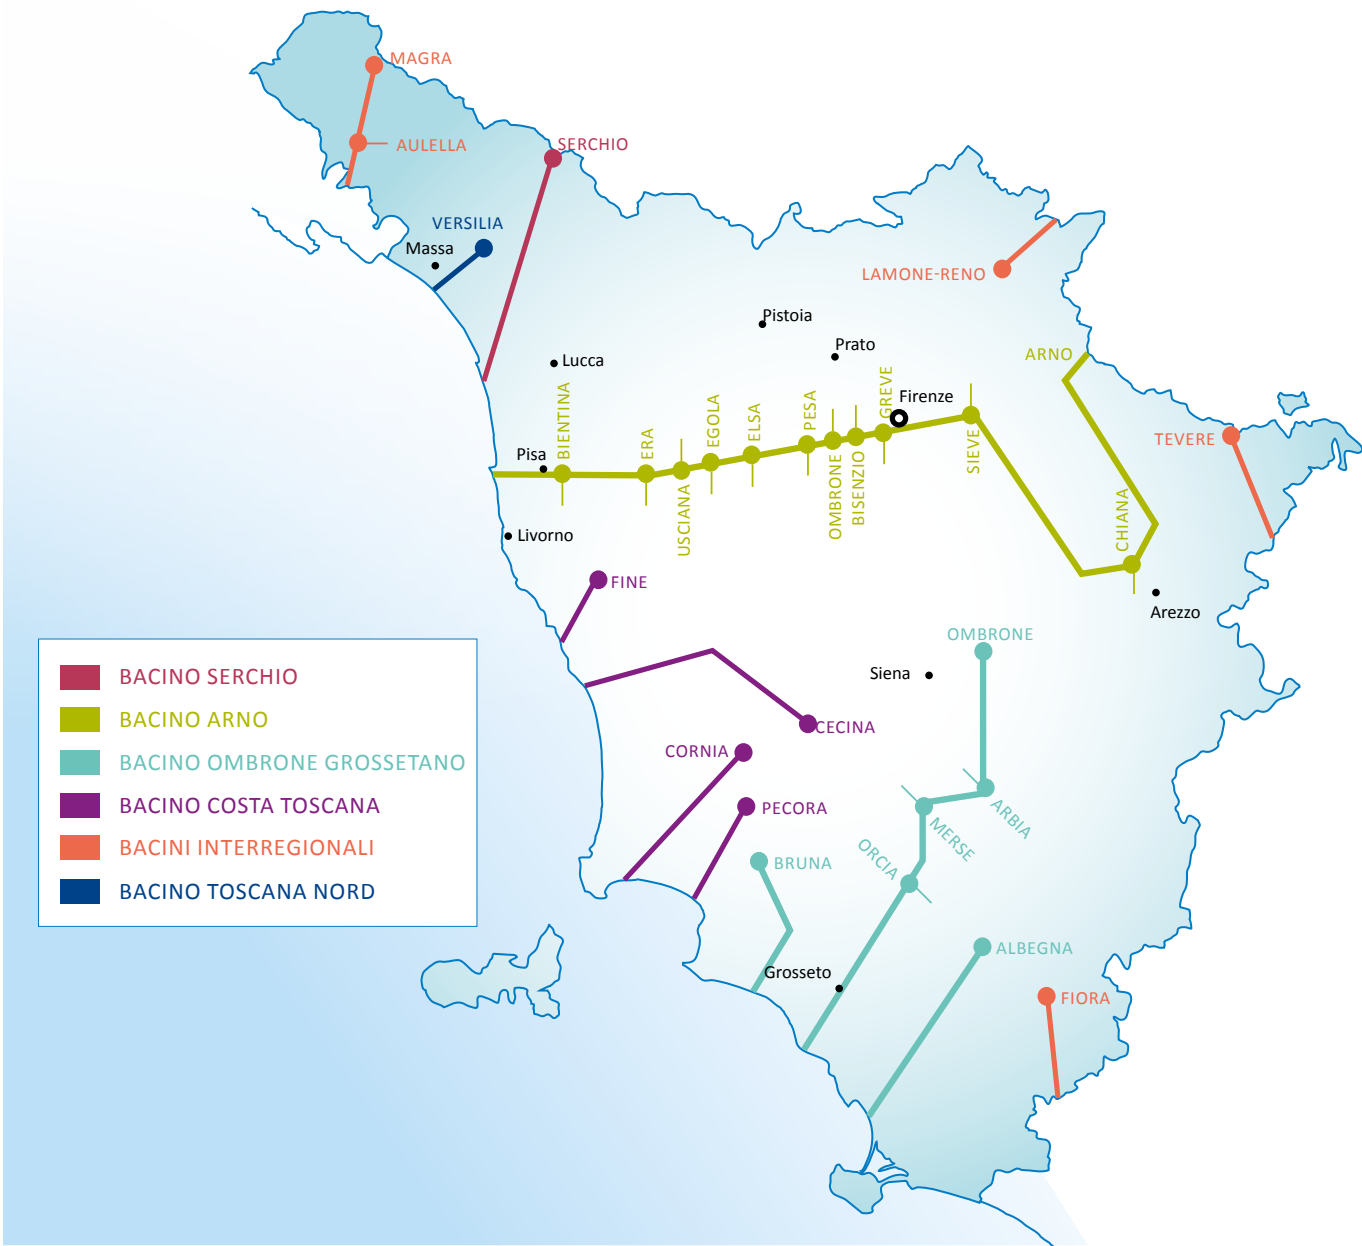 MAGRA
AULELLA
SERCHIO
VERSILIA
Massa
LAMONE-RENO
Pistoia
Prato
Lucca
ARNO
Firenze
BIENTINA
ERA
USCIANA
EGOLA
ELSA
PESA
OMBRONE
BISENZIO
GREVE
SIEVE
CHIANA
TEVERE
Pisa
Livorno
Arezzo
FINE
OMBRONE
Siena
CECINA
CORNIA
PECORA
ARBIA
MERSE
ORCIA
BRUNA
ALBEGNA
Grosseto
FIORA
BACINO SERCHIO
BACINO ARNO
BACINO OMBRONE GROSSETANO
BACINO COSTA TOSCANA
BACINI INTERREGIONALI
BACINO TOSCANA NORD